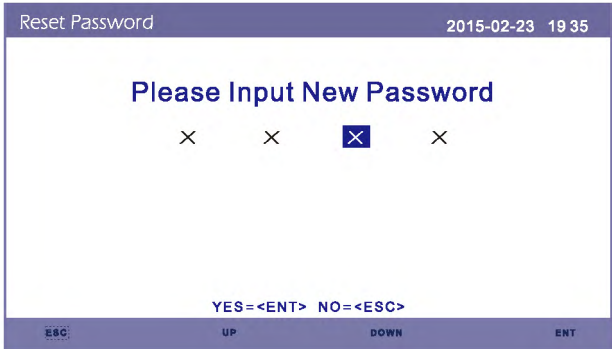 Reset Password 2015-02-23 19 35
Please Input New Password
× × × ×
YES=<ENT> NO=<ESC>
ESC UP DOWN ENT